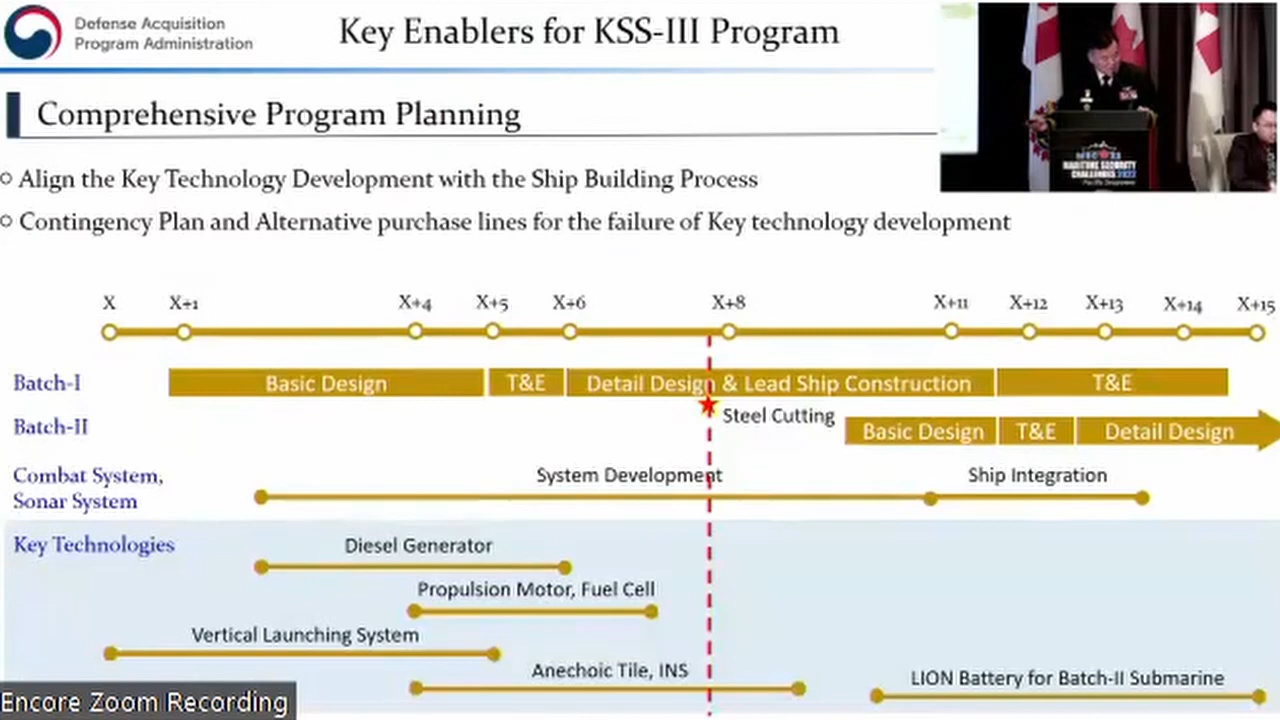 Defense Acquisition
Program Administration
Key Enablers for KSS-III Program
Comprehensive Program Planning
MARITIME SECURITY
CHALLENGES 2022
○ Align the Key Technology Development with the Ship Building Process
○ Contingency Plan and Alternative purchase lines for the failure of Key technology development
X X+1 X+4 X+5 X+6 X+8 X+11 X+12 X+13 X+14 X+15
Batch-I Basic Design T&E Detail Design & Lead Ship Construction T&E
Steel Cutting
Batch-II Basic Design T&E Detail Design
Combat System,
Sonar System
System Development Ship Integration
Key Technologies Diesel Generator
Propulsion Motor, Fuel Cell
Vertical Launching System
Anechoic Tile, INS
LION Battery for Batch-II Submarine
Encore Zoom Recording